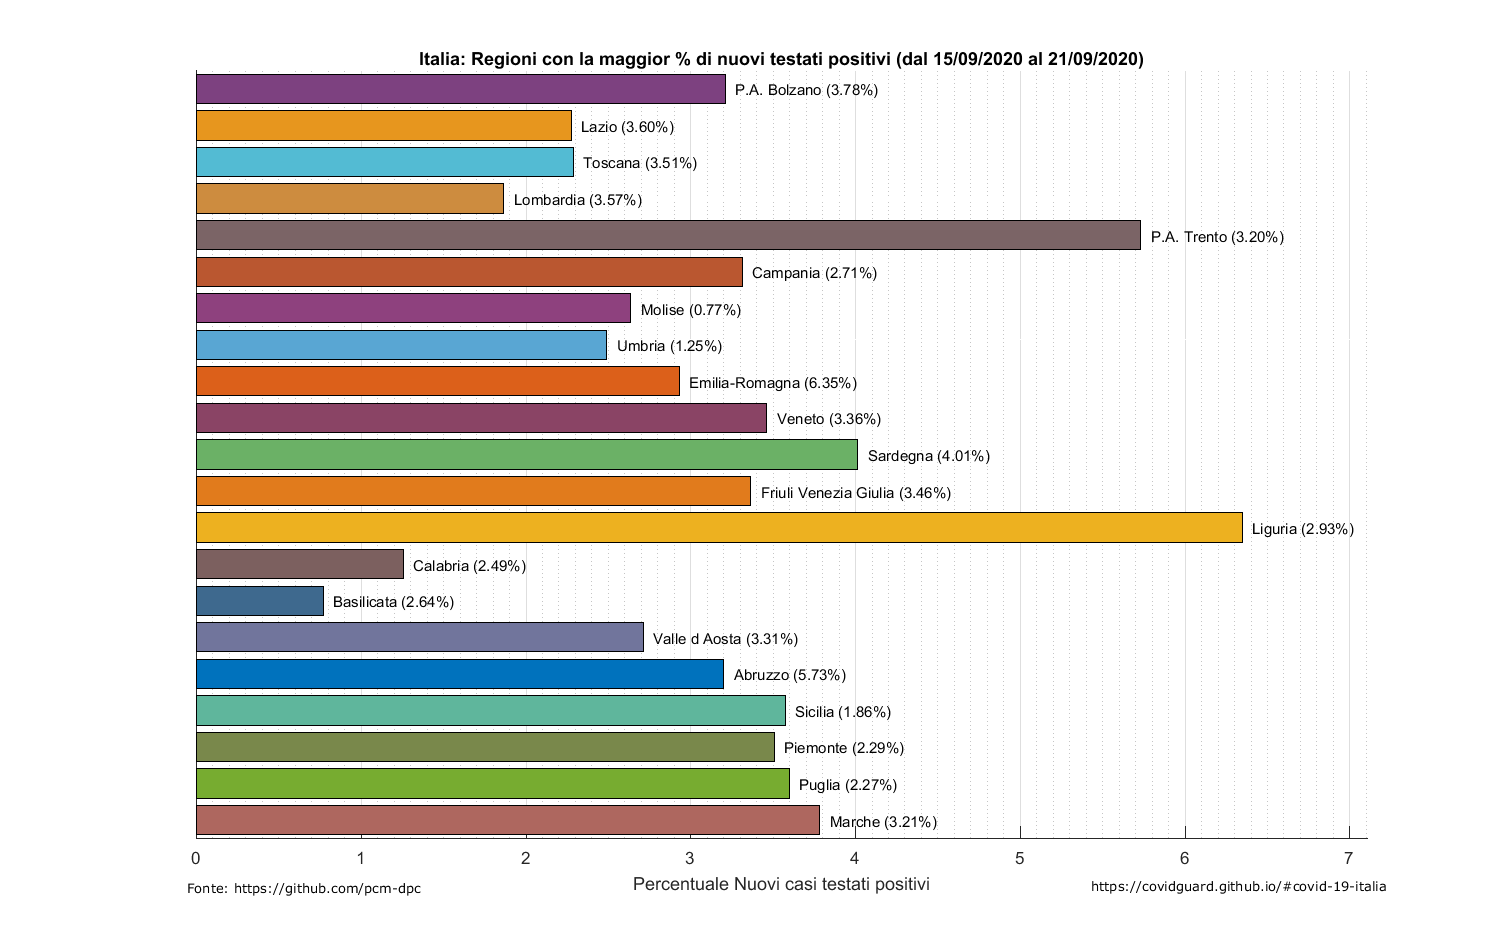 Italia: Regioni con la maggior % di nuovi testati positivi (dal 15/09/2020 al 21/09/2020)
P.A. Bolzano (3.78%)
Lazio (3.60%)
Toscana (3.51%)
Lombardia (3.57%)
P.A. Trento (3.20%)
Campania (2.71%)
Molise (0.77%)
Umbria (1.25%)
Emilia-Romagna (6.35%)
Veneto (3.36%)
Sardegna (4.01%)
Friuli Venezia Giulia (3.46%)
Liguria (2.93%)
Calabria (2.49%)
Basilicata (2.64%)
Valle d Aosta (3.31%)
Abruzzo (5.73%)
Sicilia (1.86%)
Piemonte (2.29%)
Puglia (2.27%)
Marche (3.21%)
0 1 2 3 4 5 6 7
Percentuale Nuovi casi testati positivi
Fonte: https://github.com/pcm-dpc
https://covidguard.github.io/#covid-19-italia